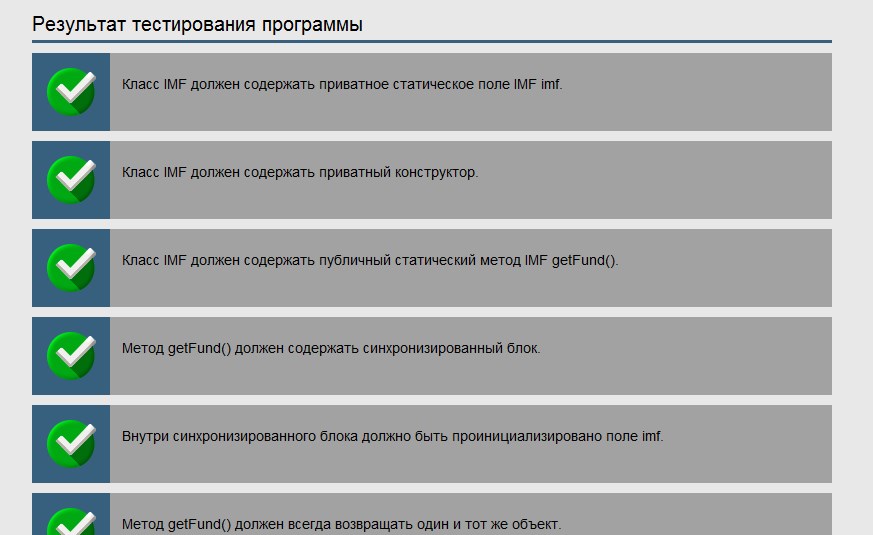 Результат тестирования программы
Класс IMF должен содержать приватное статическое поле IMF imf.
Класс IMF должен содержать приватный конструктор.
Класс IMF должен содержать публичный статический метод IMF getFund().
Метод getFund() должен содержать синхронизированный блок.
Внутри синхронизированного блока должно быть проинициализировано поле imf.
Метод getFund() должен всегда возвращать один и тот же объект.